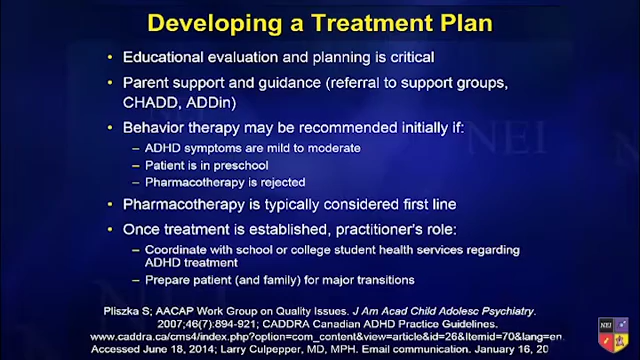 Developing a Treatment Plan
• Educational evaluation and planning is critical
• Parent support and guidance (referral to support groups,
CHADD, ADDin)
• Behavior therapy may be recommended initially if:
– ADHD symptoms are mild to moderate
– Patient is in preschool
– Pharmacotherapy is rejected
• Pharmacotherapy is typically considered first line
• Once treatment is established, practitioner's role:
– Coordinate with school or college student health services regarding
ADHD treatment
– Prepare patient (and family) for major transitions
Pliszka S; AACAP Work Group on Quality Issues. J Am Acad Child Adolesc Psychiatry.
2007;46(7):894-921; CADDRA Canadian ADHD Practice Guidelines.
www.caddra.ca/cms4/index.php?option=com_content&view=article&id=26&Itemid=70&lang=en.
Accessed June 18, 2014; Larry Culpepper, MD, MPH. Email communication. January 16, 20
NEI
NEI